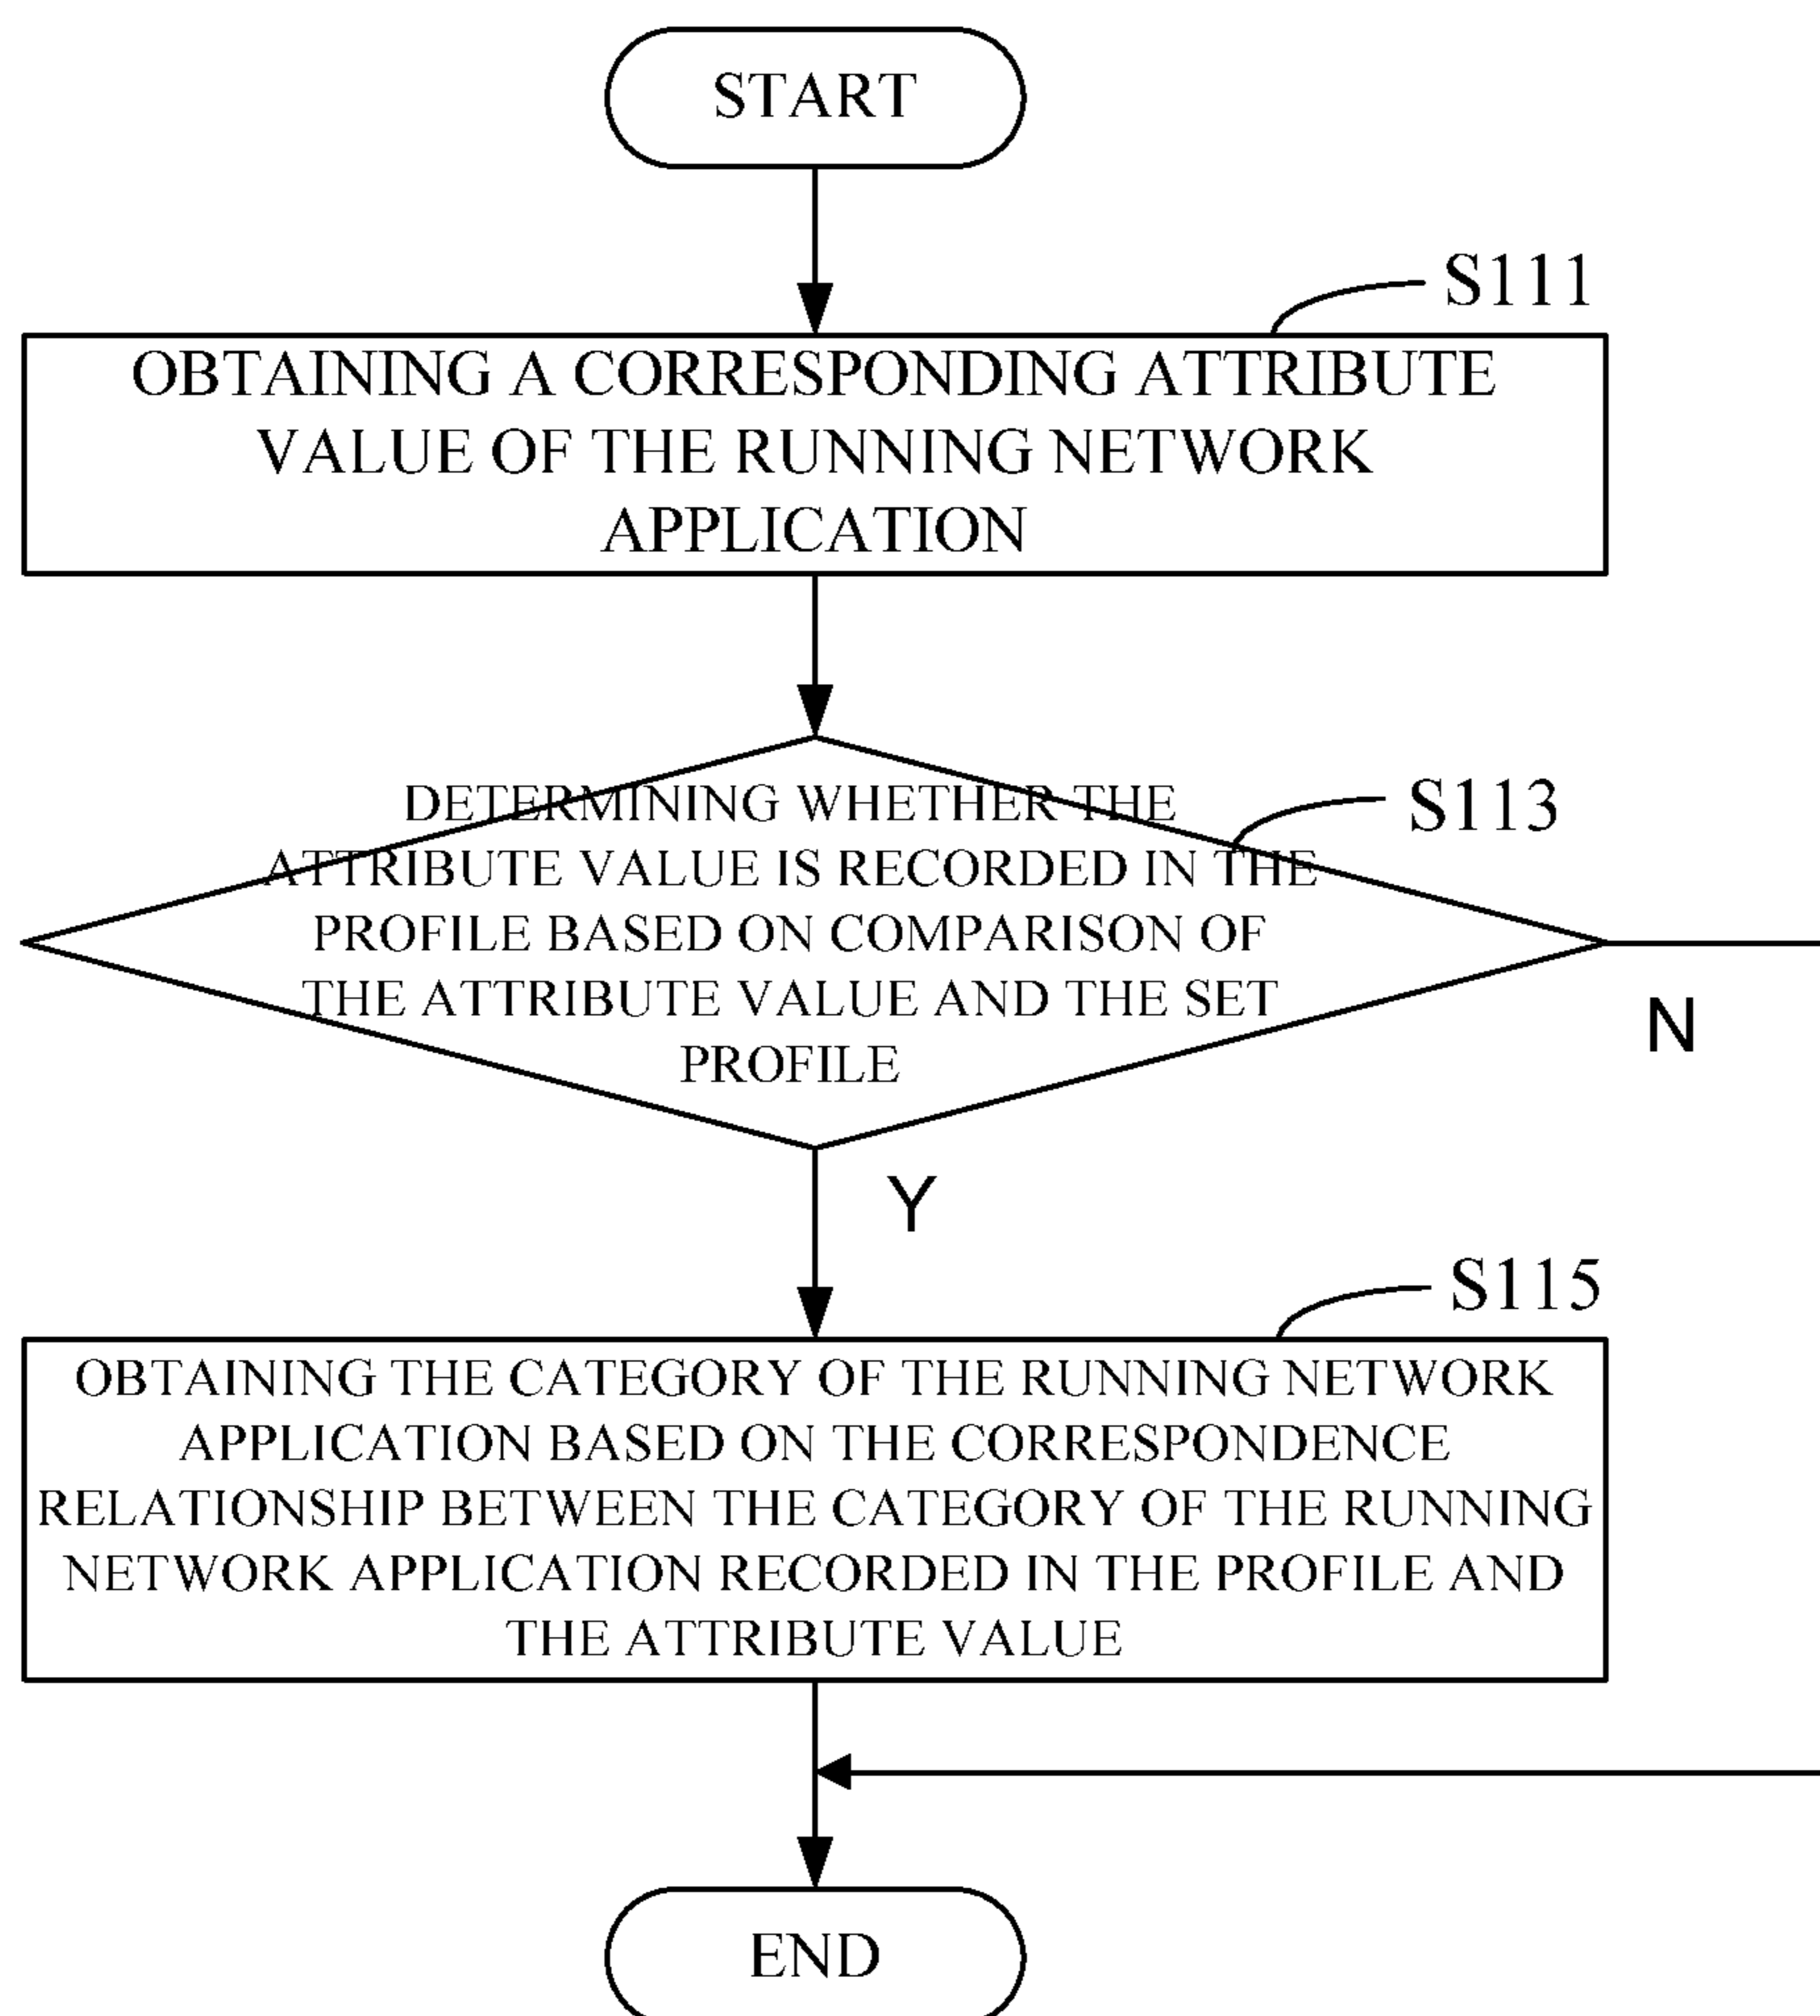 START
S111
OBTAINING A CORRESPONDING ATTRIBUTE
VALUE OF THE RUNNING NETWORK
APPLICATION
DETERMINING WHETHER THE
S113
ATTRIBUTE VALUE IS RECORDED IN THE
PROFILE BASED ON COMPARISON OF
THE ATTRIBUTE VALUE AND THE SET
PROFILE
N
Y
S115
OBTAINING THE CATEGORY OF THE RUNNING NETWORK
APPLICATION BASED ON THE CORRESPONDENCE
RELATIONSHIP BETWEEN THE CATEGORY OF THE RUNNING
NETWORK APPLICATION RECORDED IN THE PROFILE AND
THE ATTRIBUTE VALUE
END